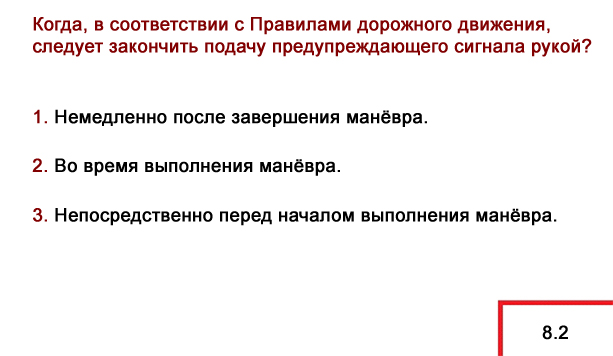 Когда, в соответствии с Правилами дорожного движения,
следует закончить подачу предупреждающего сигнала рукой?
1. Немедленно после завершения манёвра.
2. Во время выполнения манёвра.
3. Непосредственно перед началом выполнения манёвра.
8.2